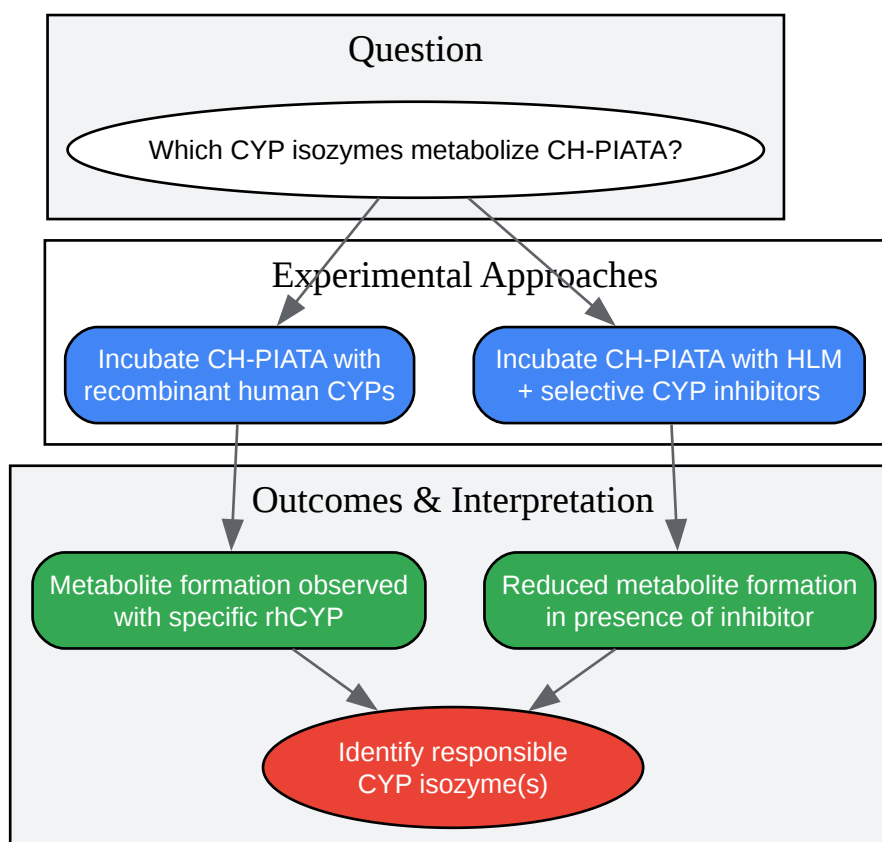 Question
Which CYP isozymes metabolize CH-PIATA?
Experimental Approaches
Incubate CH-PIATA with
recombinant human CYPs
Incubate CH-PIATA with HLM
+ selective CYP inhibitors
Outcomes & Interpretation
Metabolite formation observed
with specific rhCYP
Reduced metabolite formation
in presence of inhibitor
Identify responsible
CYP isozyme(s)